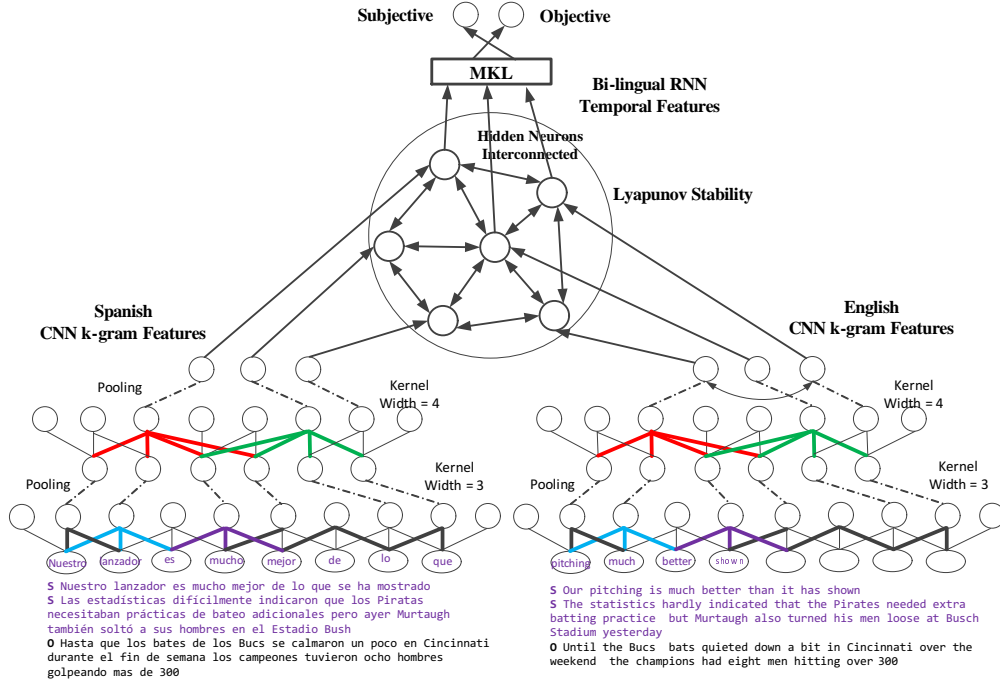 Subjective
Objective
MKL
Bi-lingual RNN
Temporal Features
Hidden Neurons
Interconnected
Lyapunov Stability
Spanish
CNN k-gram Features
English
CNN k-gram Features
Pooling
Kernel
Width = 4
Kernel
Width = 4
Pooling
Kernel
Width = 3
Pooling
Kernel
Width = 3
Nuestro lanzador es mucho mejor de lo que
pitching much better shown
S Nuestro lanzador es mucho mejor de lo que se ha mostrado
S Las estadísticas difícilmente indicaron que los Piratas
necesitaban prácticas de bateo adicionales pero ayer Murtaugh
también soltó a sus hombres en el Estadio Bush
O Hasta que los bates de los Bucs se calmaron un poco en Cincinnati
durante el fin de semana los campeones tuvieron ocho hombres
golpeando mas de 300
S Our pitching is much better than it has shown
S The statistics hardly indicated that the Pirates needed extra
batting practice but Murtaugh also turned his men loose at Busch
Stadium yesterday
O Until the Bucs bats quieted down a bit in Cincinnati over the
weekend the champions had eight men hitting over 300